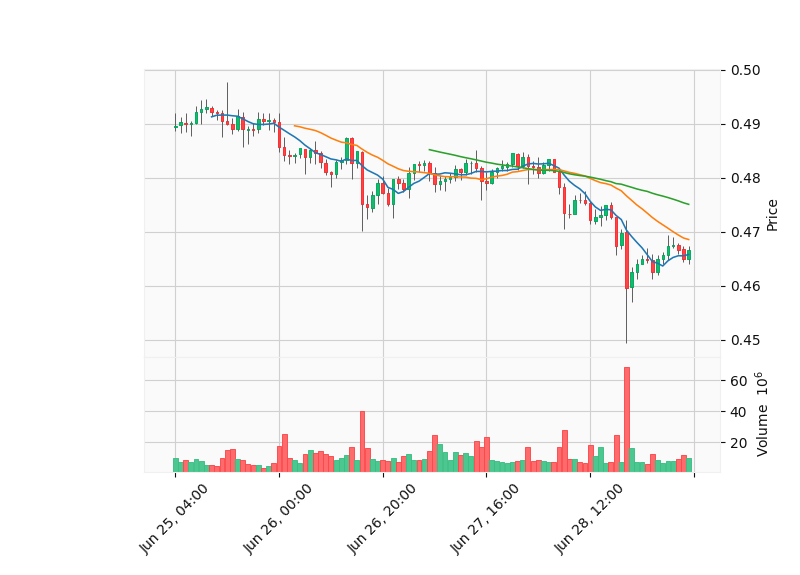 0.50
0.49
0.48
0.47
0.46
0.45
Price
60
40
20
Volume 10^6
Jun 25, 04:00
Jun 26, 00:00
Jun 26, 20:00
Jun 27, 16:00
Jun 28, 12:00